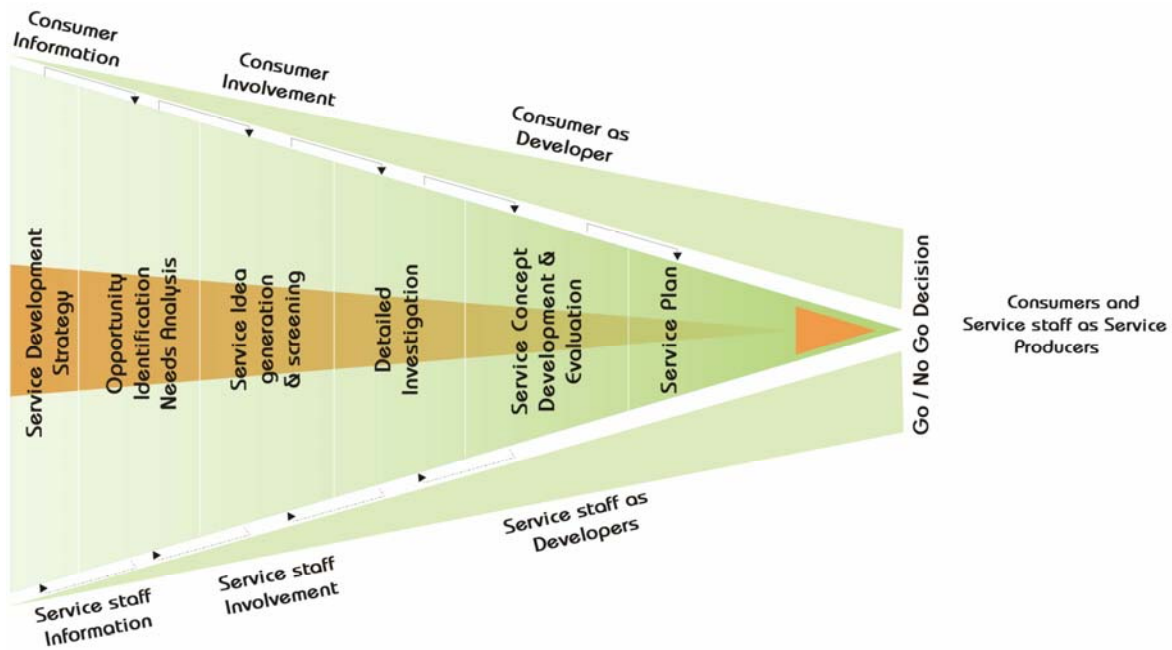 Consumer
Information
Consumer
Involvement
Consumer as
Developer
Service Development
Strategy
Opportunity
Identification
Needs Analysis
Service Idea
generation
& screening
Detailed
Investigation
Service Concept
Development &
Evaluation
Service Plan
Go / No Go Decision
Consumers and
Service staff as Service
Producers
Service staff
Information
Service staff
Involvement
Service staff as
Developers